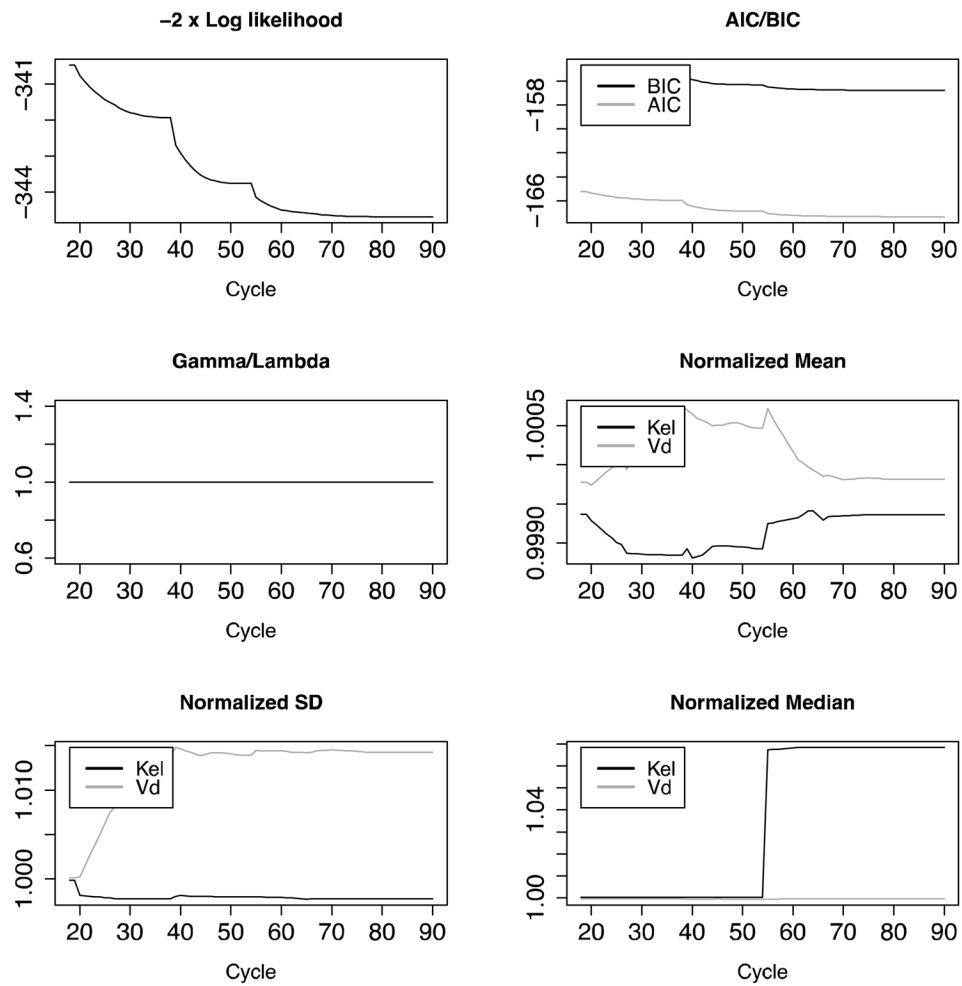 −2 x Log likelihood
−341
−344
20 30 40 50 60 70 80 90
Cycle
AIC/BIC
BIC
AIC
−158
−166
20 30 40 50 60 70 80 90
Cycle
Gamma/Lambda
1.4
1.0
0.6
20 30 40 50 60 70 80 90
Cycle
Normalized Mean
Kel
Vd
1.0005
0.9990
20 30 40 50 60 70 80 90
Cycle
Normalized SD
Kel
Vd
1.010
1.000
20 30 40 50 60 70 80 90
Cycle
Normalized Median
Kel
Vd
1.04
1.00
20 30 40 50 60 70 80 90
Cycle